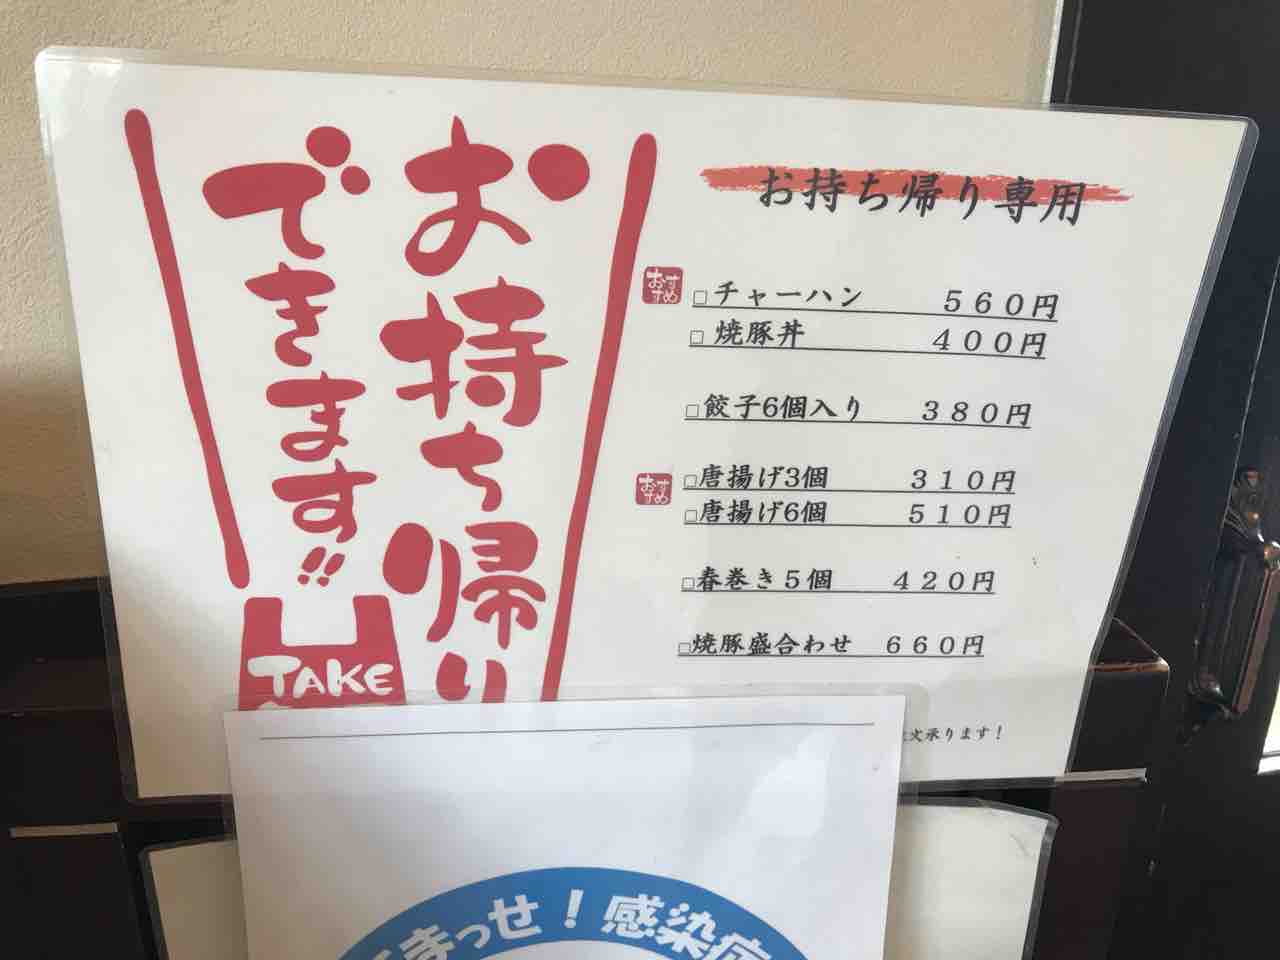 お持ち帰り
できます!!
TAKE
お持ち帰り専用
おすすめ
□チャーハン 560円
□焼豚丼 400円
□餃子6個入り 380円
おすすめ
□唐揚げ3個 310円
□唐揚げ6個 510円
□春巻き5個 420円
□焼豚盛合わせ 660円
文承ります！
まっせ！感染症